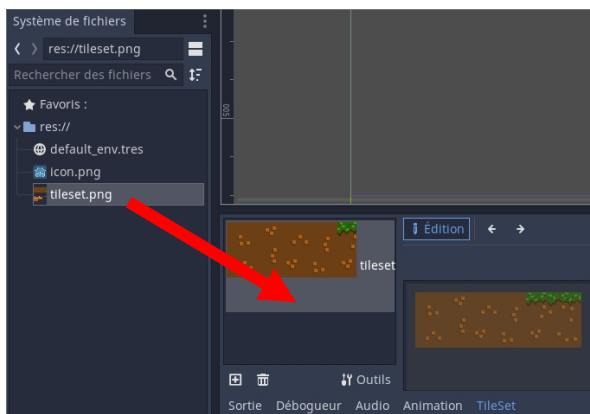 Système de fichiers
res://tileset.png
Rechercher des fichiers
Favoris :
res://
default_env.tres
icon.png
tileset.png
500
tileset
Édition
Outils
Sortie Débogueur Audio Animation TileSet